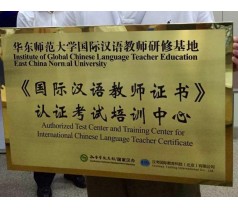 华东师范大学国际汉语教师研修基地
Institute of Global Chinese Language Teacher Education
East China Normal University
《国际汉语教师证书》
认证考试培训中心
Authorized Test Center and Training Center for
International Chinese Language Teacher Certificate